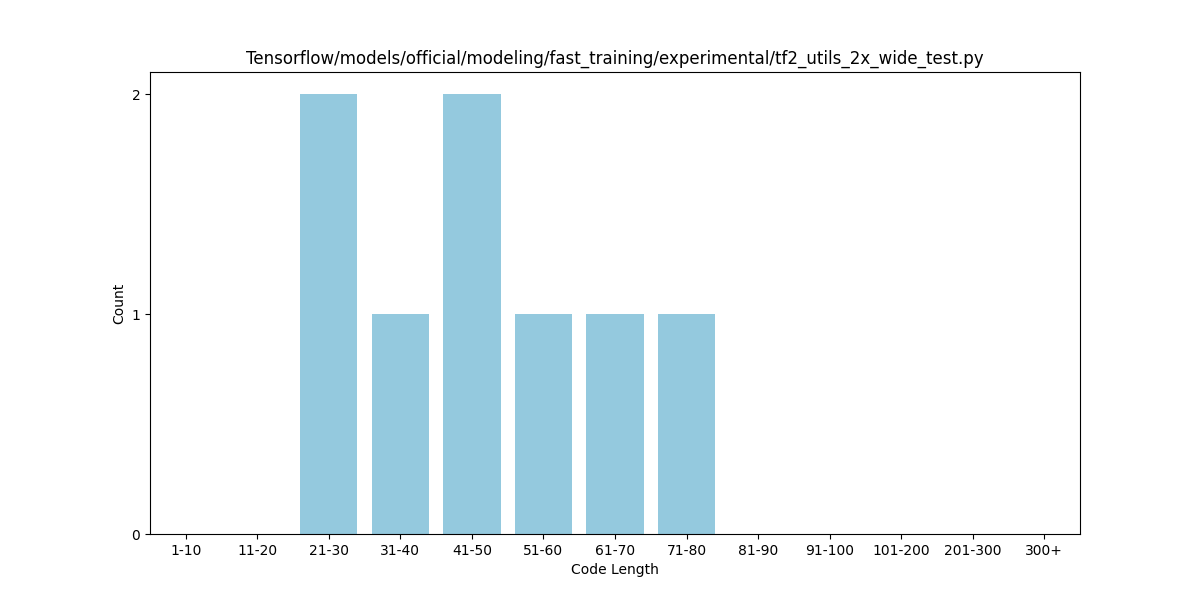 Tensorflow/models/official/modeling/fast_training/experimental/tf2_utils_2x_wide_test.py
Count
2
1
0
1-10 11-20 21-30 31-40 41-50 51-60 61-70 71-80 81-90 91-100 101-200 201-300 300+
Code Length